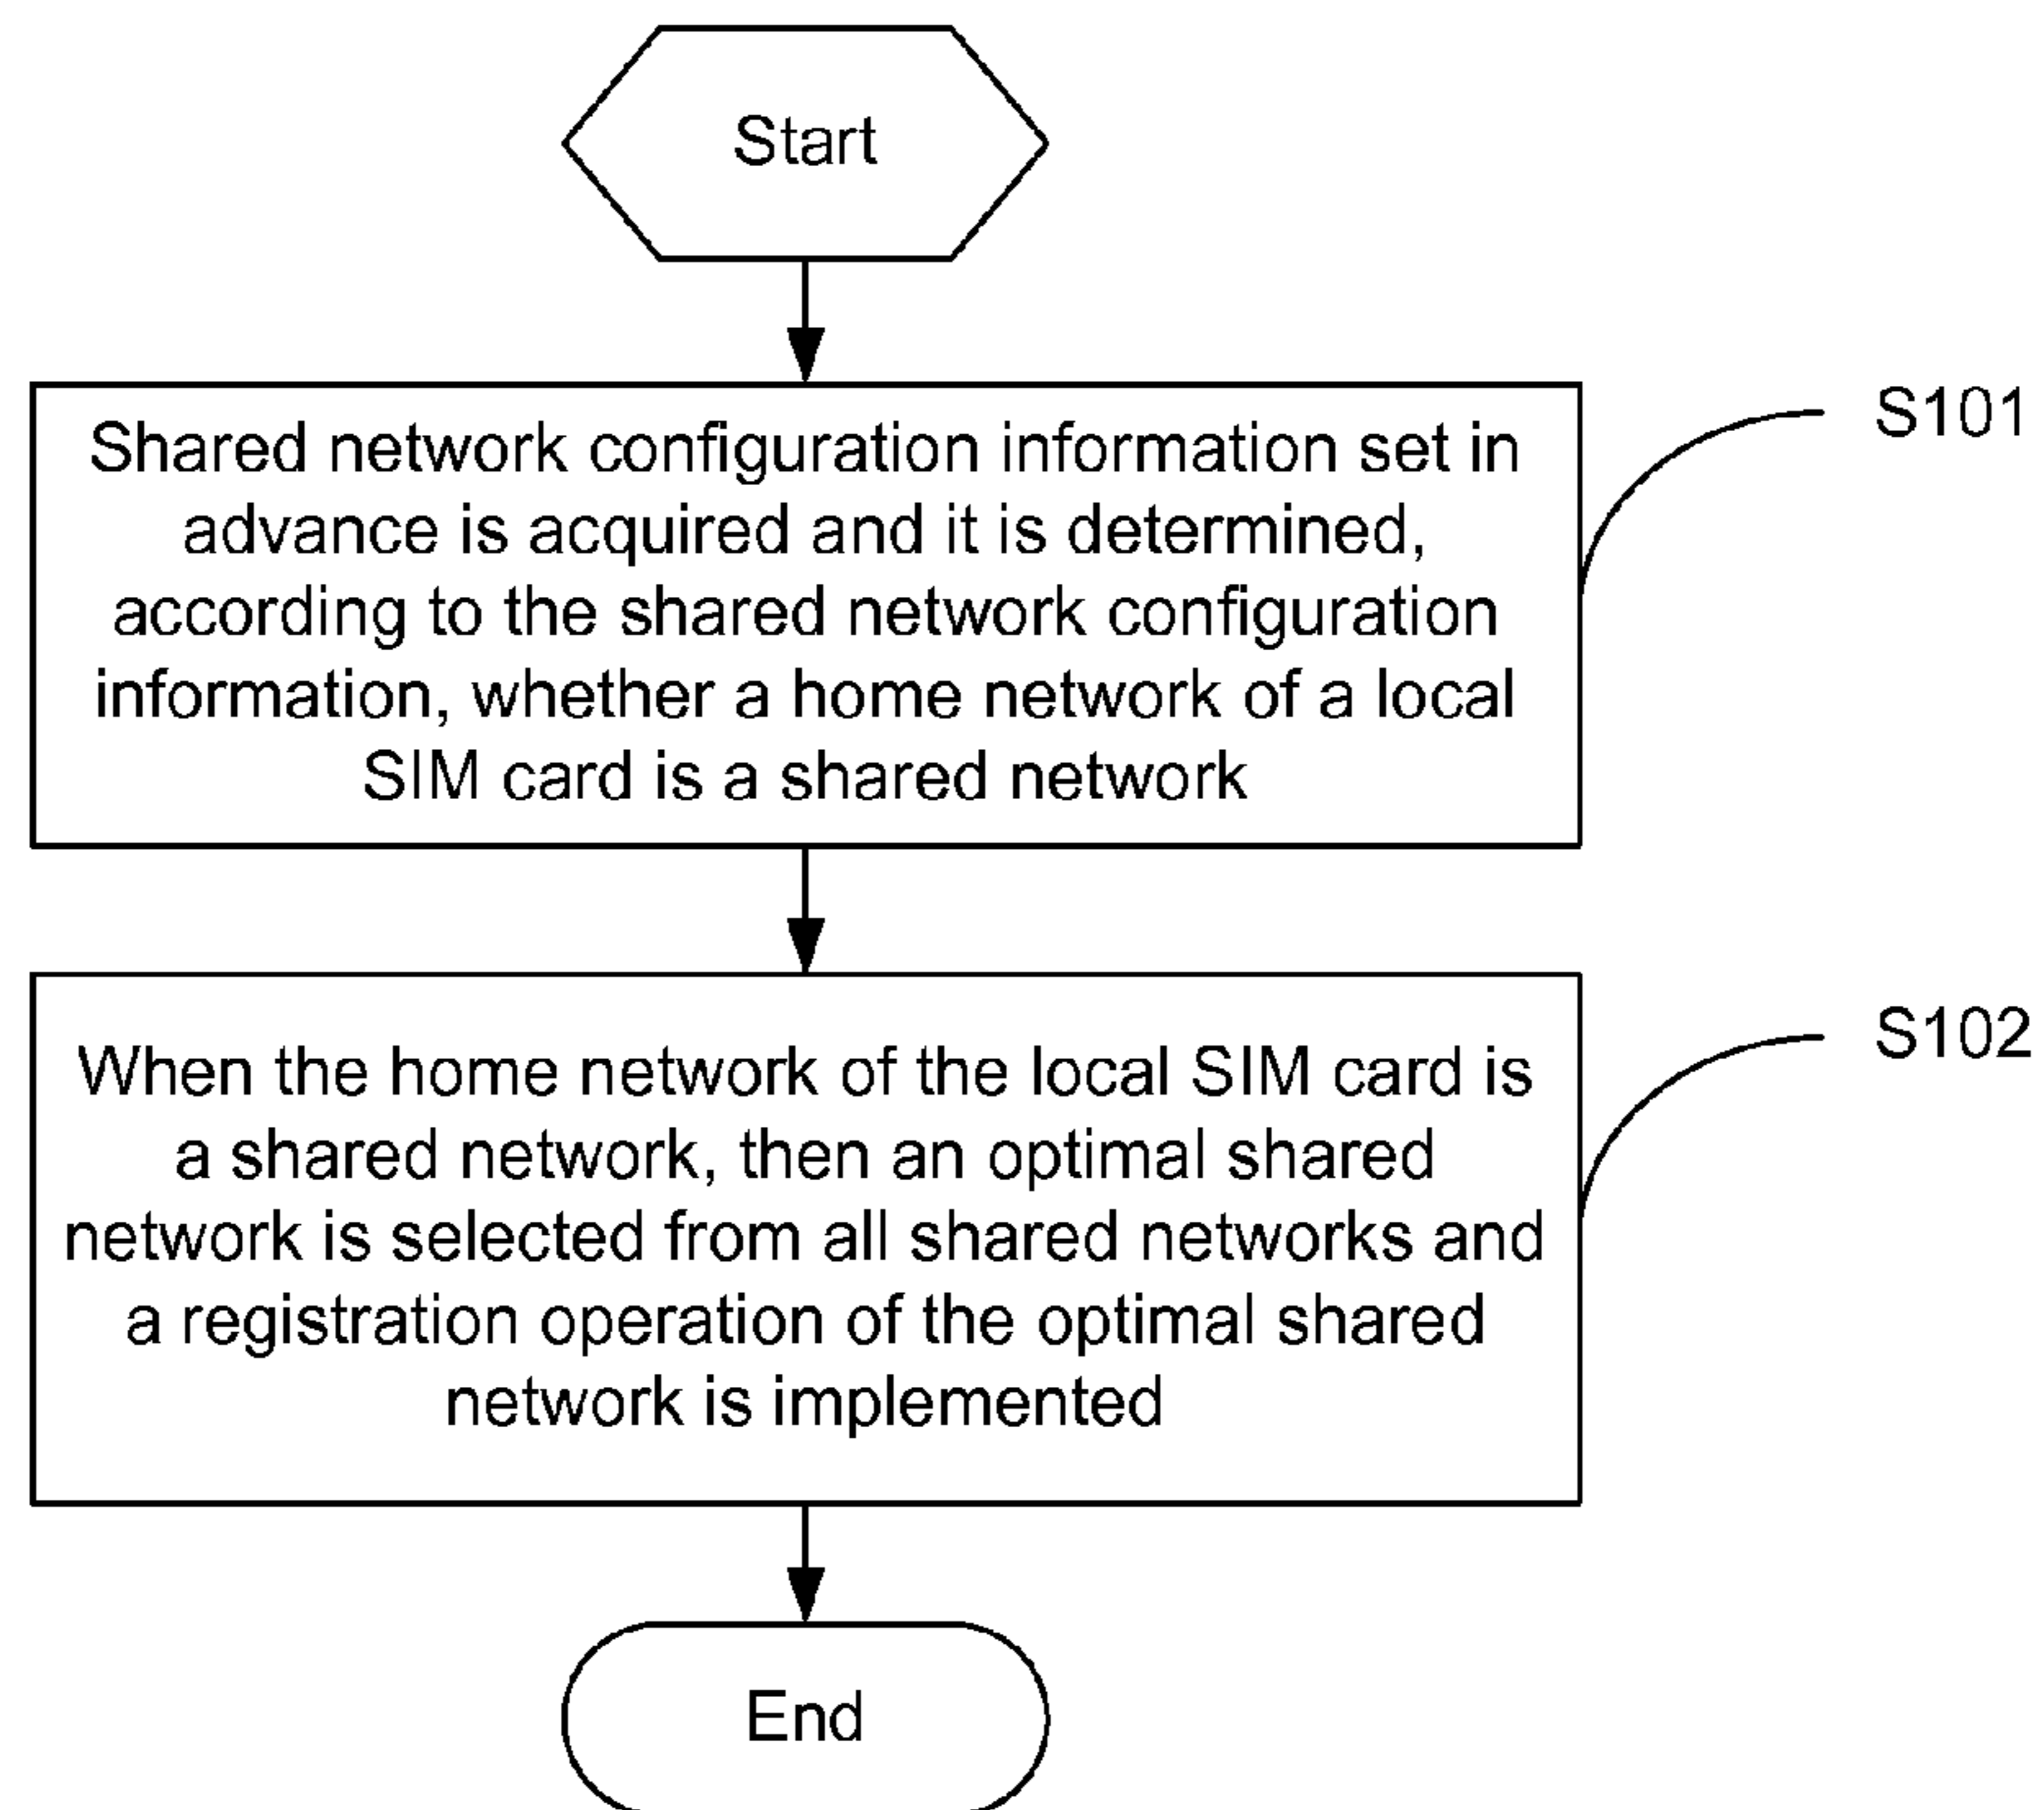 Start
Shared network configuration information set in
advance is acquired and it is determined,
according to the shared network configuration
information, whether a home network of a local
SIM card is a shared network
S101
When the home network of the local SIM card is
a shared network, then an optimal shared
network is selected from all shared networks and
a registration operation of the optimal shared
network is implemented
S102
End